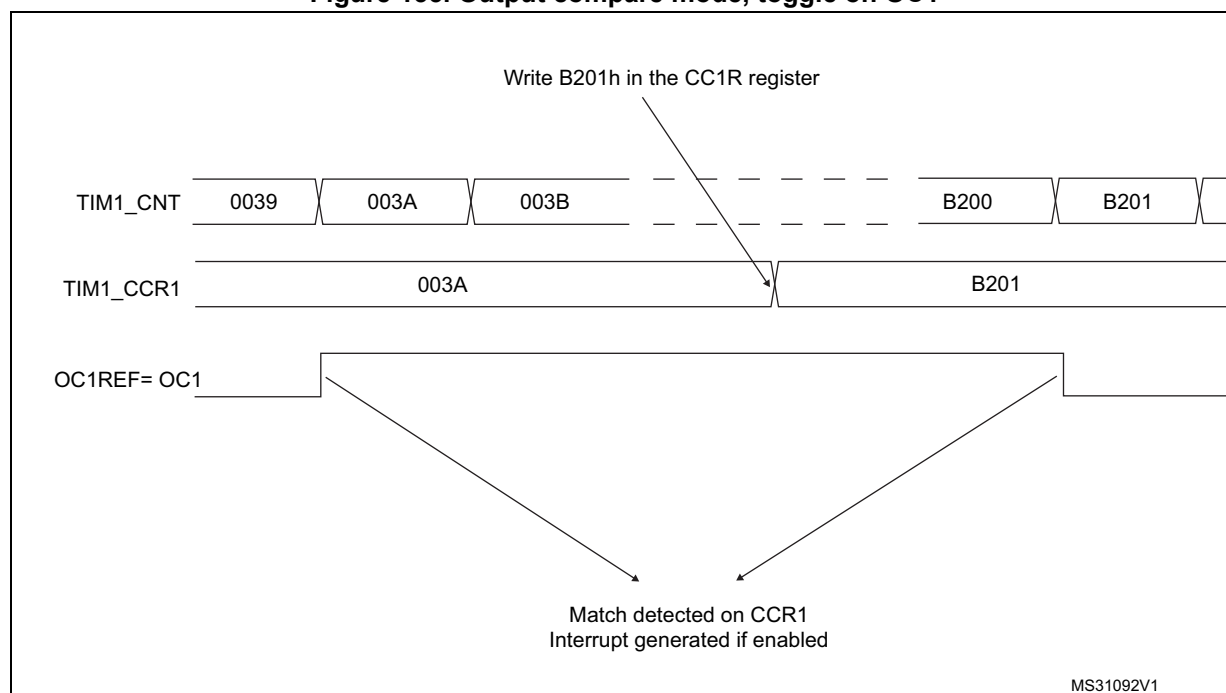 Write B201h in the CC1R register
TIM1_CNT 0039 003A 003B B200 B201
TIM1_CCR1 003A B201
OC1REF= OC1
Match detected on CCR1
Interrupt generated if enabled
MS31092V1